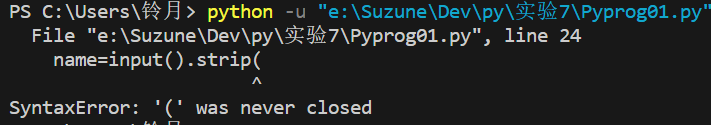 PS C:\Users\铃月> python -u "e:\Suzune\Dev\py\实验7\Pyprog01.py"
  File "e:\Suzune\Dev\py\实验7\Pyprog01.py", line 24
    name=input().strip(
                      ^
SyntaxError: '(' was never closed